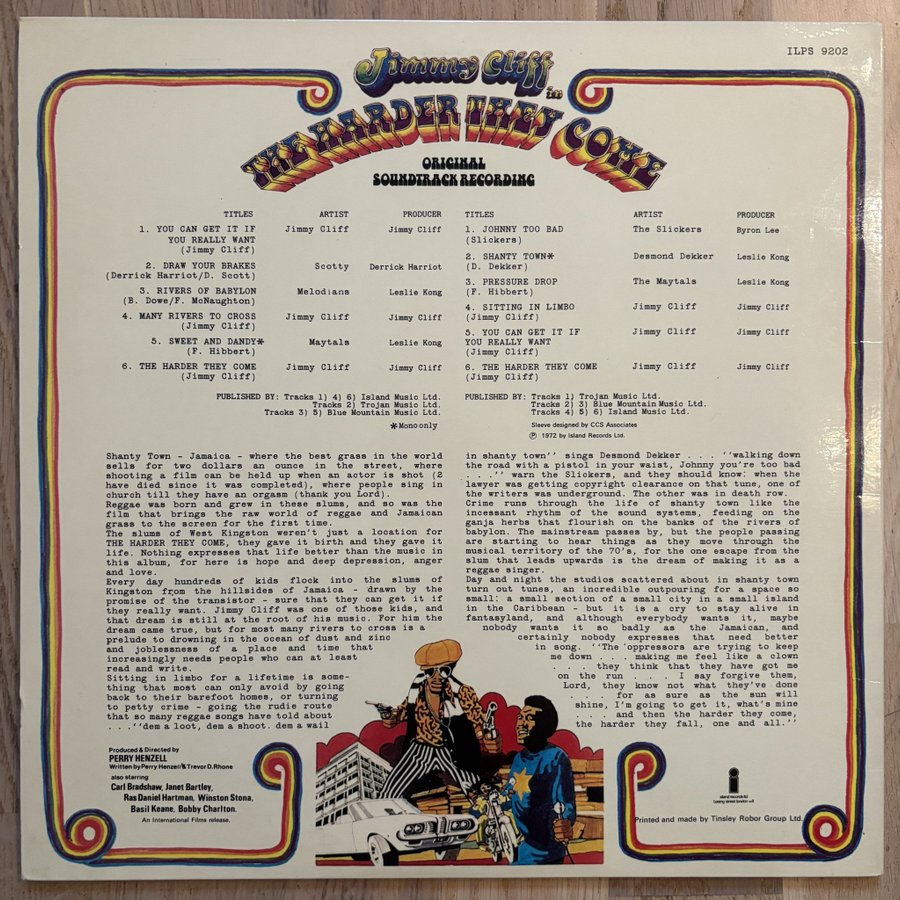 ILPS 9202
Jimmy Cliff
in
THE HARDER THEY COME
ORIGINAL
SOUNDTRACK RECORDING
TITLES ARTIST PRODUCER
1. YOU CAN GET IT IF Jimmy Cliff Jimmy Cliff
YOU REALLY WANT
(Jimmy Cliff)
2. DRAW YOUR BRAKES Scotty Derrick Harriot
(Derrick Harriot/D. Scott)
3. RIVERS OF BABYLON Melodians Leslie Kong
(B. Dowe/F. McNaughton)
4. MANY RIVERS TO CROSS Jimmy Cliff Jimmy Cliff
(Jimmy Cliff)
5. SWEET AND DANDY* Maytals Leslie Kong
(F. Hibbert)
6. THE HARDER THEY COME Jimmy Cliff Jimmy Cliff
(Jimmy Cliff)
PUBLISHED BY: Tracks 1) 4) 6) Island Music Ltd.
Tracks 2) Trojan Music Ltd.
Tracks 3) 5) Blue Mountain Music Ltd.
*Mono only
TITLES ARTIST PRODUCER
1. JOHNNY TOO BAD The Slickers Byron Lee
(Slickers)
2. SHANTY TOWN* Desmond Dekker Leslie Kong
(D. Dekker)
3. PRESSURE DROP The Maytals Leslie Kong
(F. Hibbert)
4. SITTING IN LIMBO Jimmy Cliff Jimmy Cliff
(Jimmy Cliff)
5. YOU CAN GET IT IF Jimmy Cliff Jimmy Cliff
YOU REALLY WANT
(Jimmy Cliff)
6. THE HARDER THEY COME Jimmy Cliff Jimmy Cliff
(Jimmy Cliff)
PUBLISHED BY: Tracks 1) Trojan Music Ltd.
Tracks 2) 3) Blue Mountain Music Ltd.
Tracks 4) 5) 6) Island Music Ltd.
Sleeve designed by CCS Associates
℗ 1972 by Island Records Ltd.
Shanty Town - Jamaica - where the best grass in the world
sells for two dollars an ounce in the street, where
shooting a film can be held up when an actor is shot (2
have died since it was completed), where people sing in
church till they have an orgasm (thank you Lord).
Reggae was born and grew in these slums, and so was the
film that brings the raw world of reggae and Jamaican
grass to the screen for the first time.
The slums of West Kingston weren't just a location for
THE HARDER THEY COME, they gave it birth and they gave it
life. Nothing expresses that life better than the music in
this album, for here is hope and deep depression, anger
and love.
Every day hundreds of kids flock into the slums of
Kingston from the hillsides of Jamaica - drawn by the
promise of the transistor - sure that they can get it if
they really want. Jimmy Cliff was one of those kids, and
that dream is still at the root of his music. For him the
dream came true, but for most many rivers to cross is a
prelude to drowning in the ocean of dust and zinc
and joblessness of a place and time that
increasingly needs people who can at least
read and write.
Sitting in limbo for a lifetime is some-
thing that most can only avoid by going
back to their barefoot homes, or turning
to petty crime - going the rudie route
that so many reggae songs have told about
. . .''dem a loot, dem a shoot. dem a wail
in shanty town'' sings Desmond Dekker . . . . ''walking down
the road with a pistol in your waist, Johnny you're too bad
. . .'' warn the Slickers, and they should know: when the
lawyer was getting copyright clearance on that tune, one of
the writers was underground. The other was in death row.
Crime runs through the life of shanty town like the
incessant rhythm of the sound systems, feeding on the
ganja herbs that flourish on the banks of the rivers of
babylon. The mainstream passes by, but the people passing
are starting to hear things as they move through the
musical territory of the 70's, for the one escape from the
slum that leads upwards is the dream of making it as a
reggae singer.
Day and night the studios scattered about in shanty town
turn out tunes, an incredible outpouring for a space so
small: a small section of a small city in a small island
in the Caribbean - but it is a cry to stay alive in
fantasyland, and although everybody wants it, maybe
nobody wants it so badly as the Jamaican, and
certainly nobody expresses that need better
in song. ''The oppressors are trying to keep
me down . . . . making me feel like a clown
. . . . they think that they have got me
on the run . . . . I say forgive them,
Lord, they know not what they've done
. . . . for as sure as the sun will
shine, I'm going to get it, what's mine
. . . . and then the harder they come,
the harder they fall, one and all.''
Produced & Directed by
PERRY HENZELL
Written by Perry Henzell & Trevor D. Rhone
also starring
Carl Bradshaw, Janet Bartley,
Ras Daniel Hartman, Winston Stona,
Basil Keane, Bobby Charlton.
An International Films release.
island records ltd
basing street london w11
Printed and made by Tinsley Robor Group Ltd.